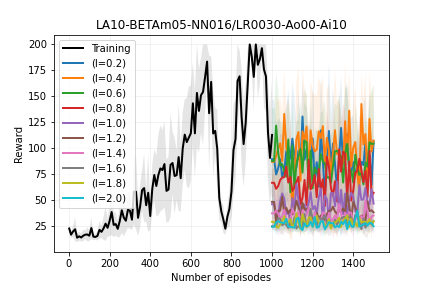 LA10-BETAm05-NN016/LR0030-Ao00-Ai10
Reward
200
175
150
125
100
75
50
25
Training
(l=0.2)
(l=0.4)
(l=0.6)
(l=0.8)
(l=1.0)
(l=1.2)
(l=1.4)
(l=1.6)
(l=1.8)
(l=2.0)
0 200 400 600 800 1000 1200 1400
Number of episodes